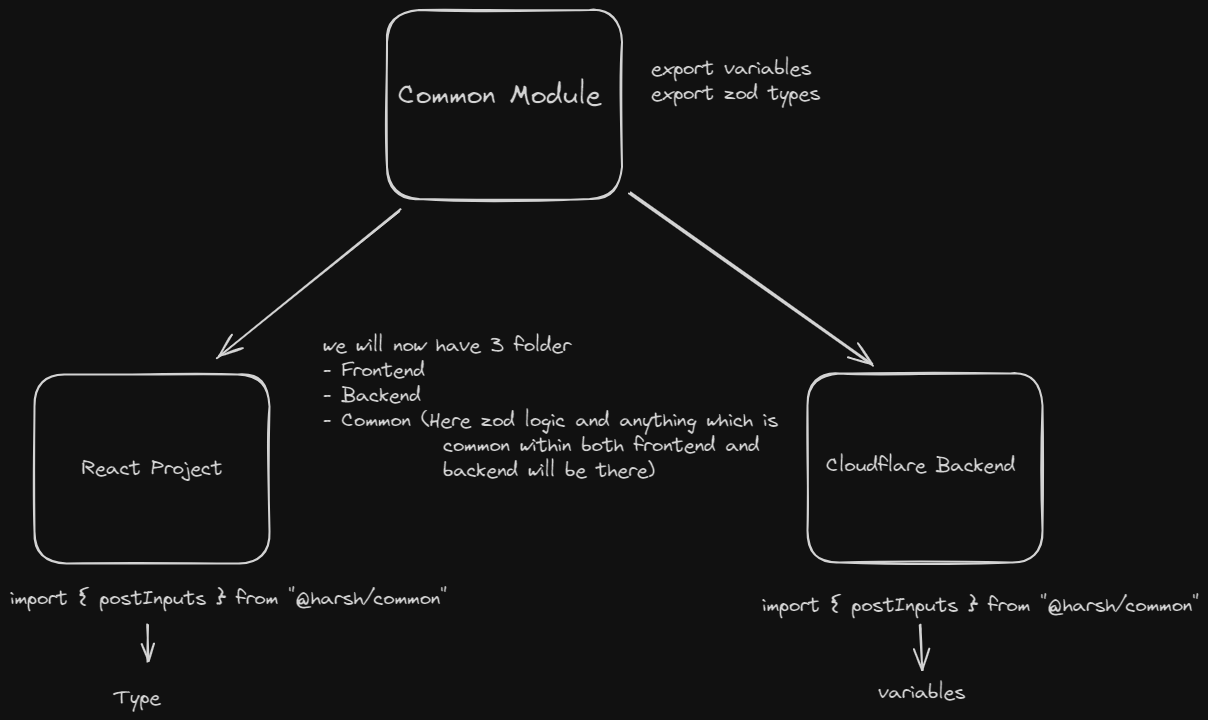 Common Module
export variables
export zod types
we will now have 3 folder
- Frontend
- Backend
- Common (Here zod logic and anything which is
common within both frontend and
backend will be there)
React Project
Cloudflare Backend
import { postInputs } from "@harsh/common"
import { postInputs } from "@harsh/common"
Type
variables